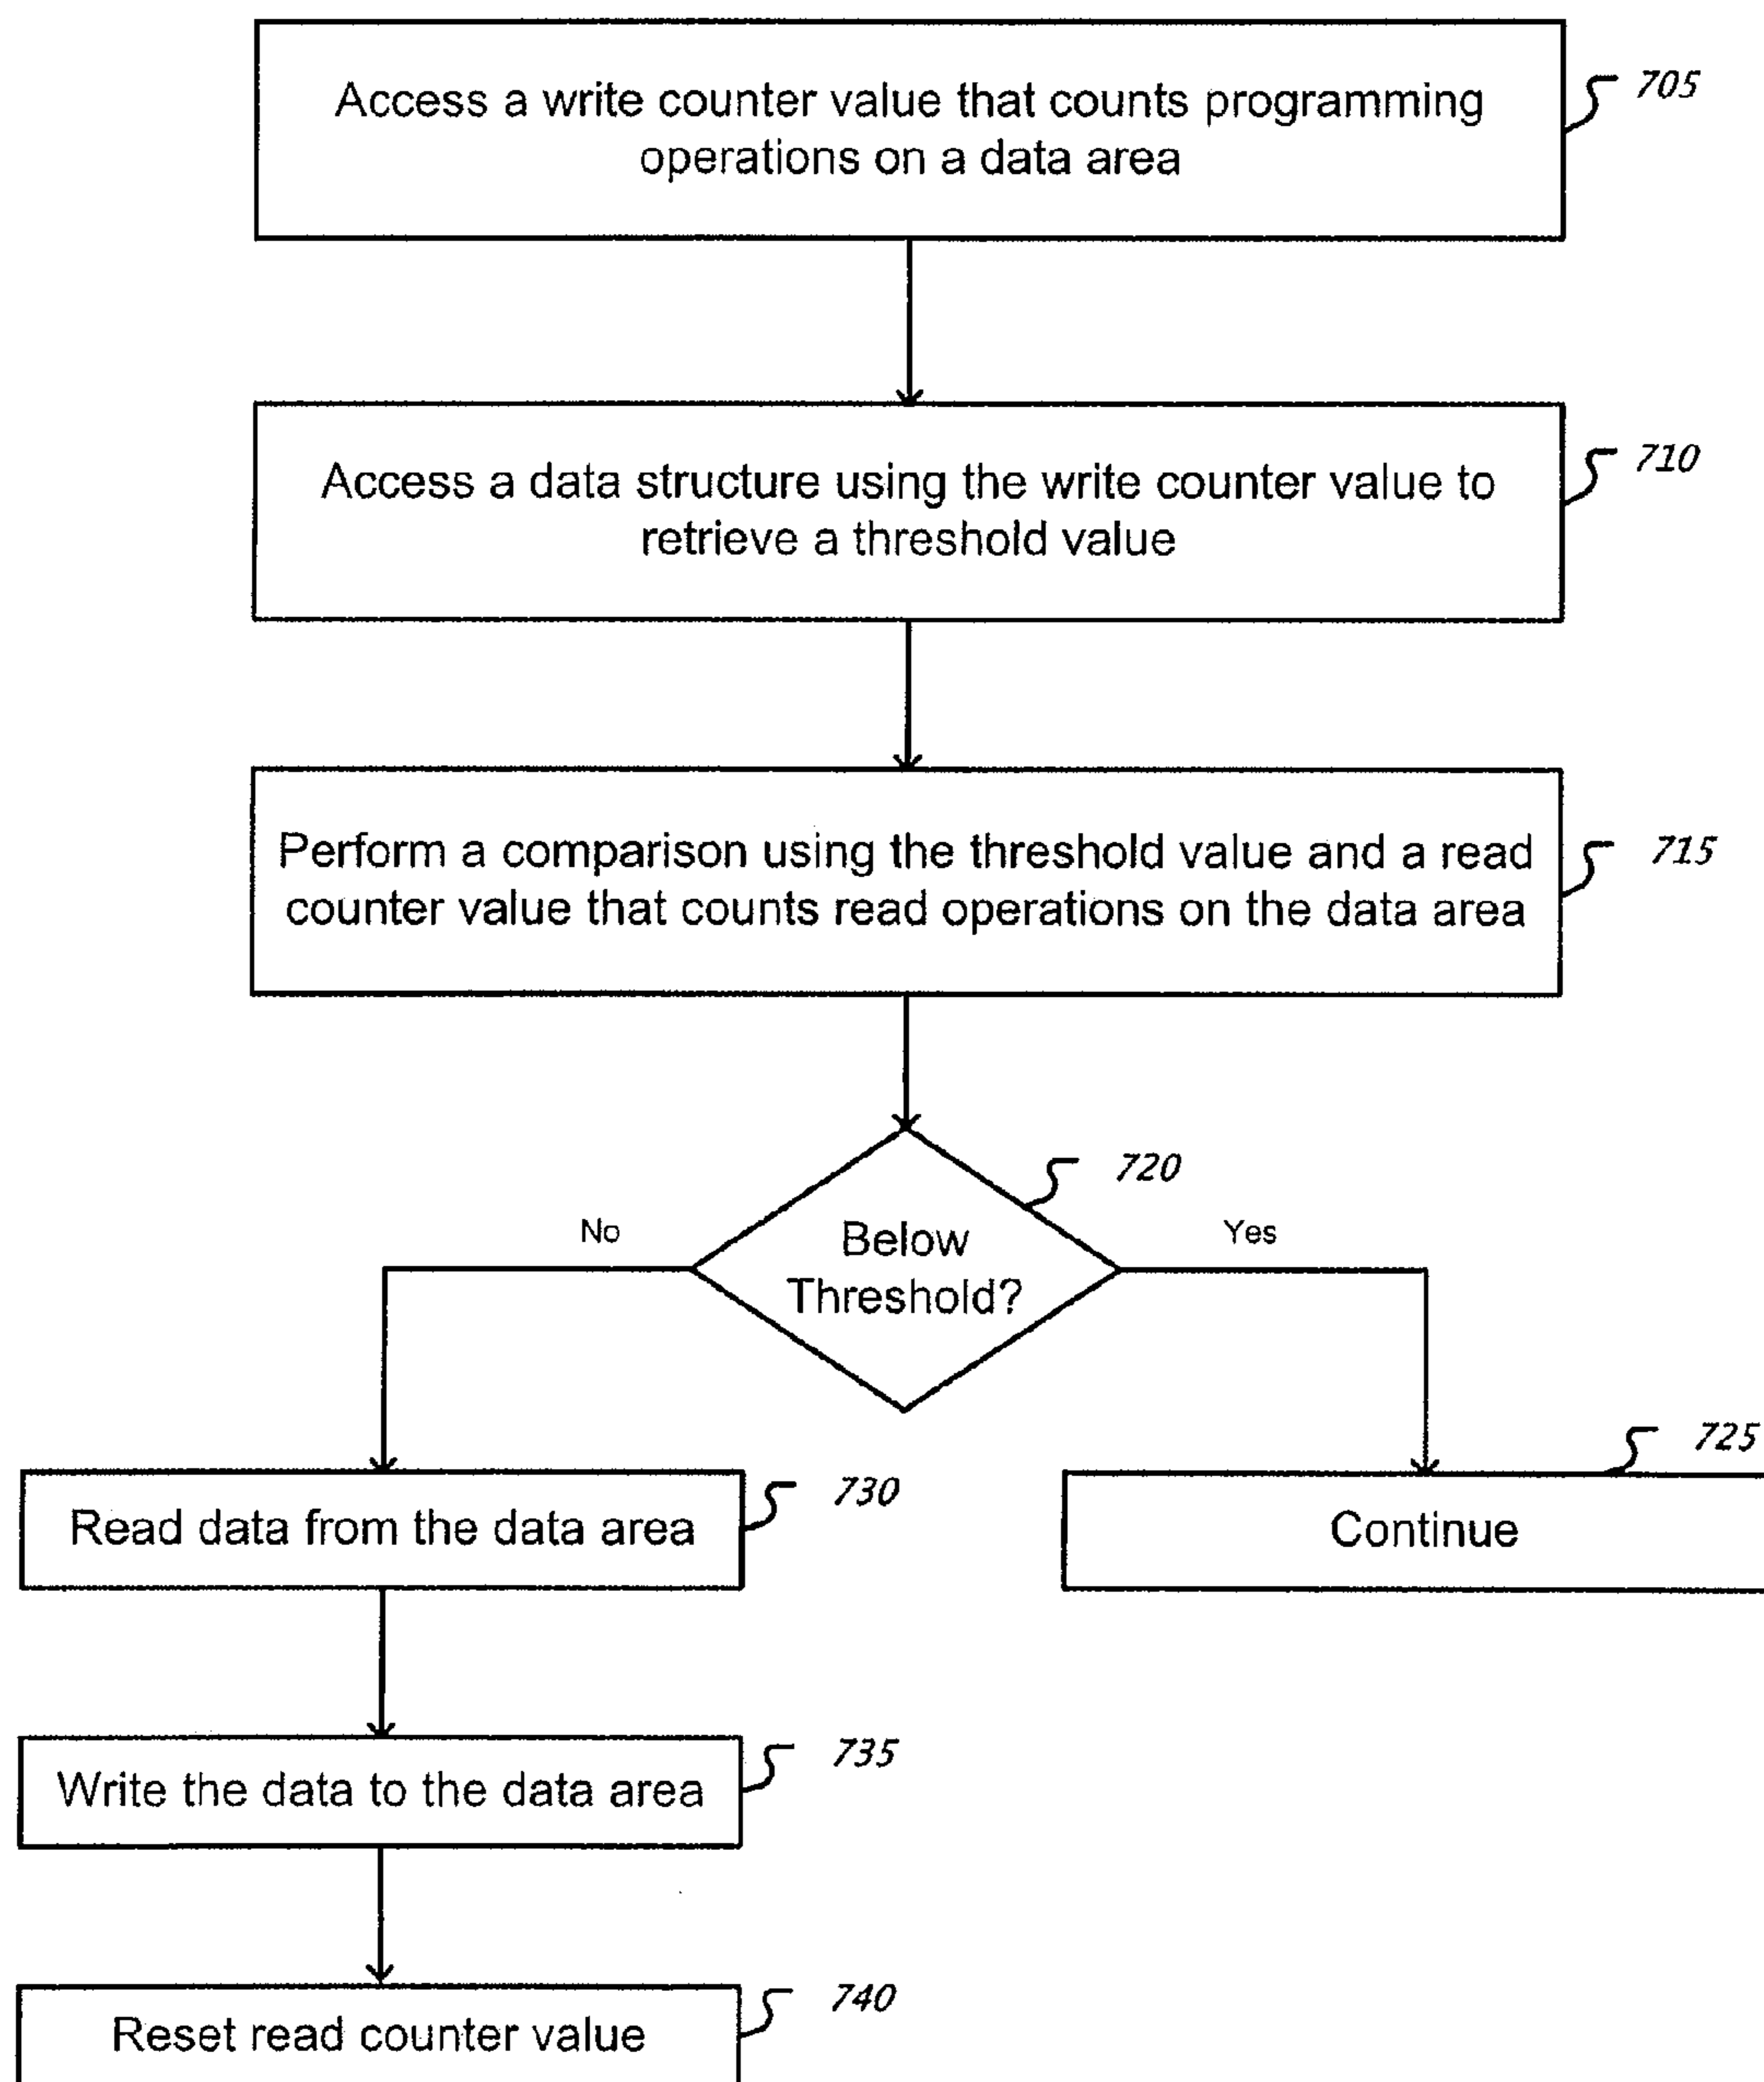 Access a write counter value that counts programming
operations on a data area
705
Access a data structure using the write counter value to
retrieve a threshold value
710
Perform a comparison using the threshold value and a read
counter value that counts read operations on the data area
715
720
No
Below
Threshold?
Yes
725
Read data from the data area
730
Continue
Write the data to the data area
735
Reset read counter value
740